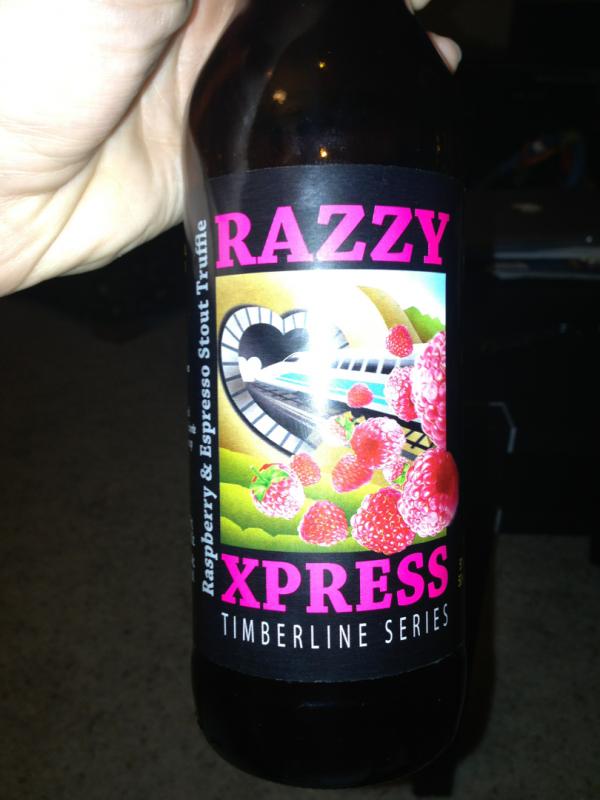 RAZZY
Raspberry & Espresso Stout Truffle
XPRESS
TIMBERLINE SERIES